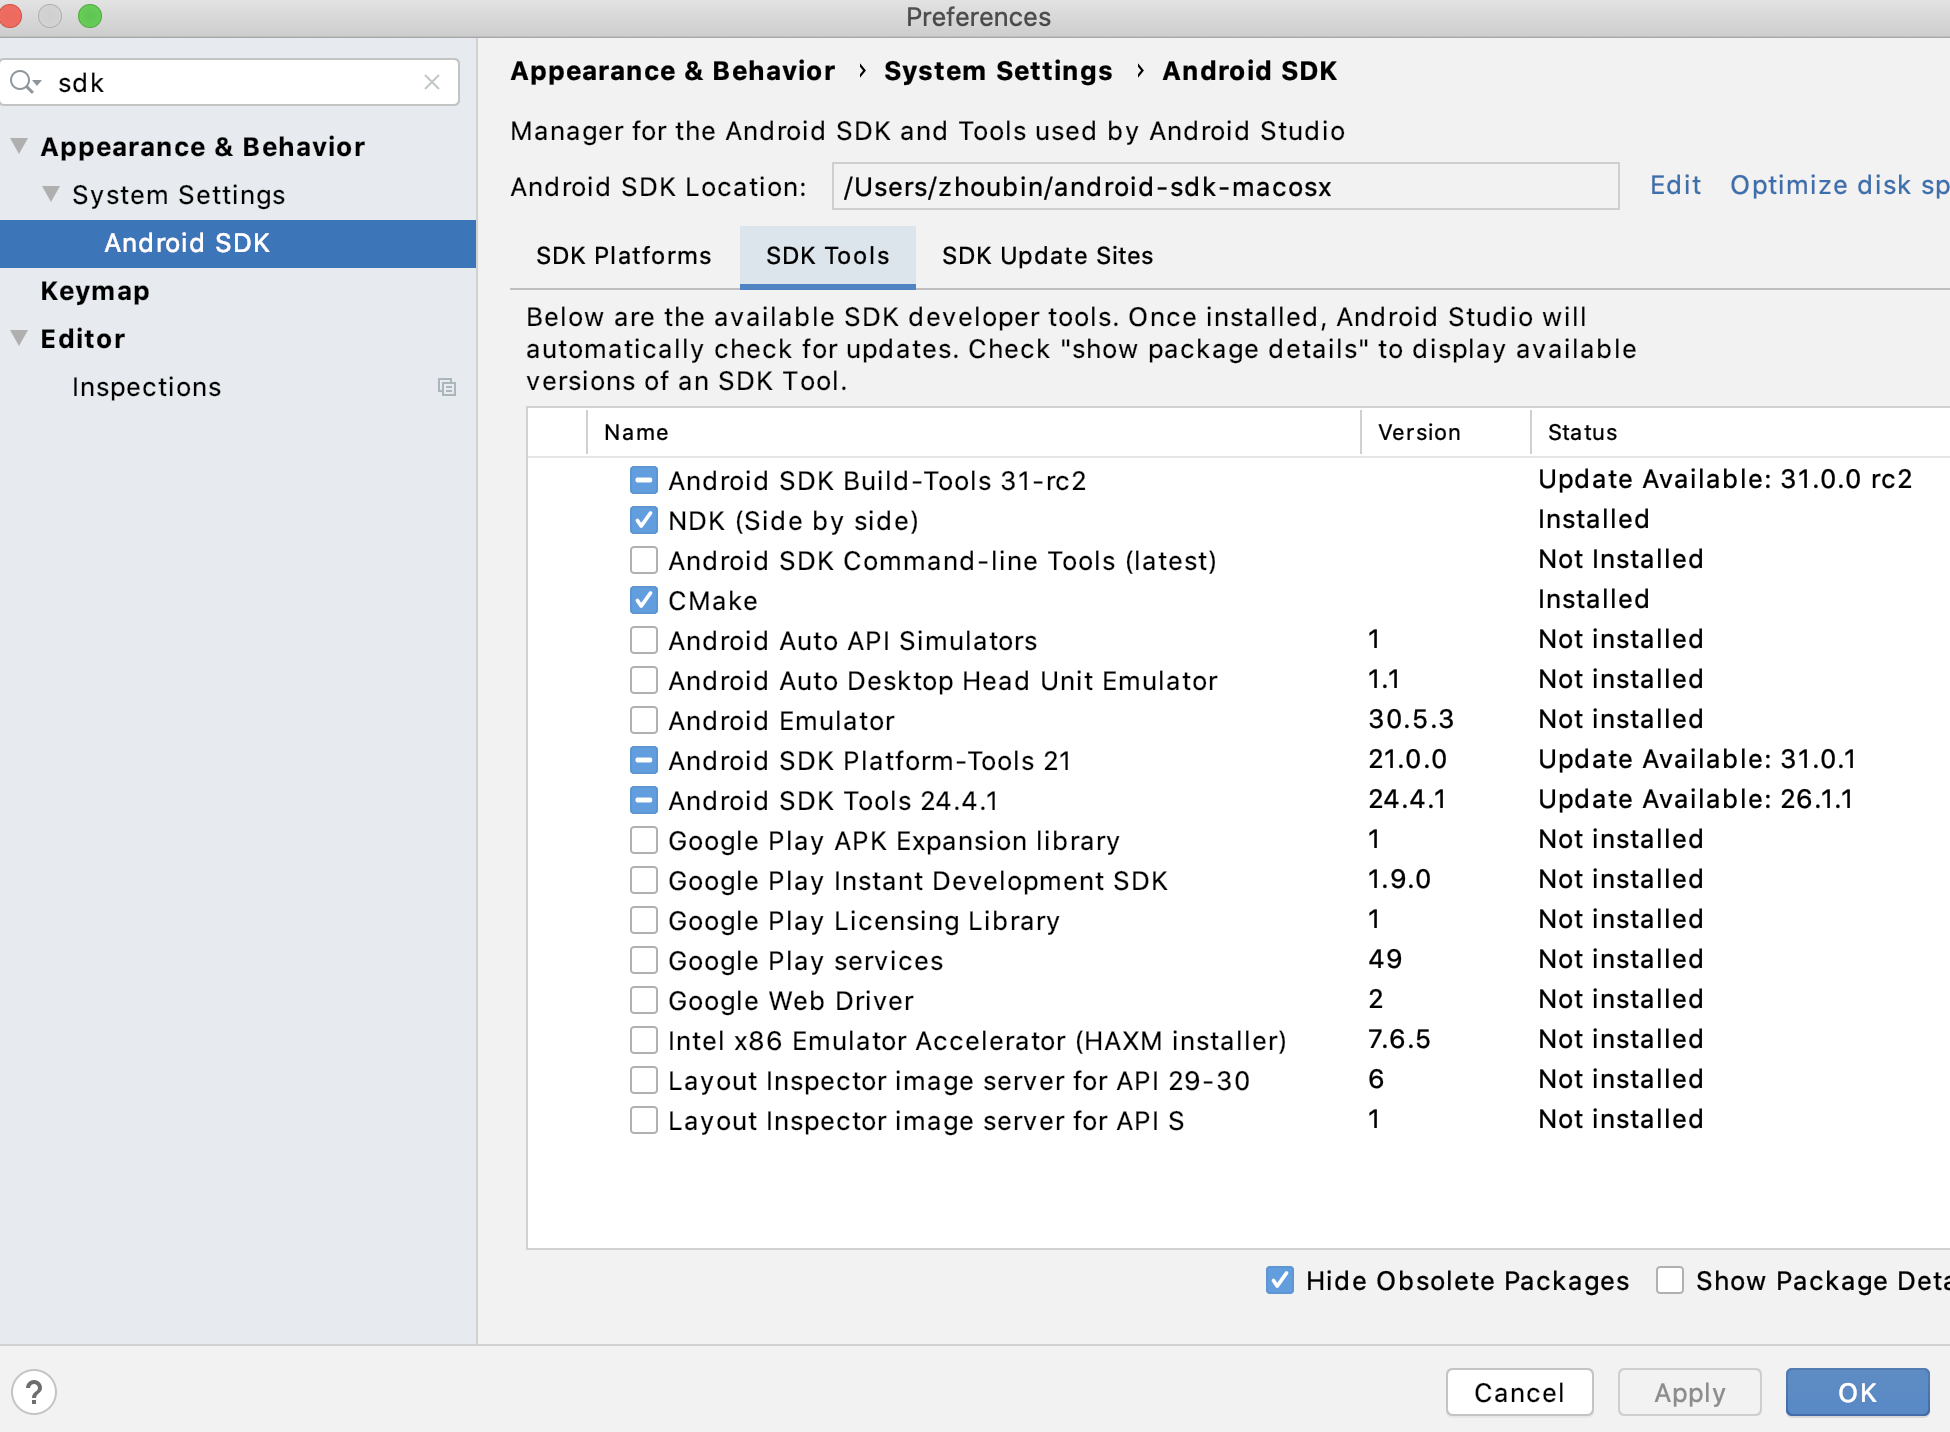 Preferences
sdk
Appearance & Behavior
System Settings
Android SDK
Keymap
Editor
Inspections
Appearance & Behavior › System Settings › Android SDK
Manager for the Android SDK and Tools used by Android Studio
Android SDK Location: /Users/zhoubin/android-sdk-macosx Edit Optimize disk sp
SDK Platforms SDK Tools SDK Update Sites
Below are the available SDK developer tools. Once installed, Android Studio will
automatically check for updates. Check "show package details" to display available
versions of an SDK Tool.
Name Version Status
Android SDK Build-Tools 31-rc2 Update Available: 31.0.0 rc2
NDK (Side by side) Installed
Android SDK Command-line Tools (latest) Not Installed
CMake Installed
Android Auto API Simulators 1 Not installed
Android Auto Desktop Head Unit Emulator 1.1 Not installed
Android Emulator 30.5.3 Not installed
Android SDK Platform-Tools 21 21.0.0 Update Available: 31.0.1
Android SDK Tools 24.4.1 24.4.1 Update Available: 26.1.1
Google Play APK Expansion library 1 Not installed
Google Play Instant Development SDK 1.9.0 Not installed
Google Play Licensing Library 1 Not installed
Google Play services 49 Not installed
Google Web Driver 2 Not installed
Intel x86 Emulator Accelerator (HAXM installer) 7.6.5 Not installed
Layout Inspector image server for API 29-30 6 Not installed
Layout Inspector image server for API S 1 Not installed
Hide Obsolete Packages Show Package Deta
? Cancel Apply OK